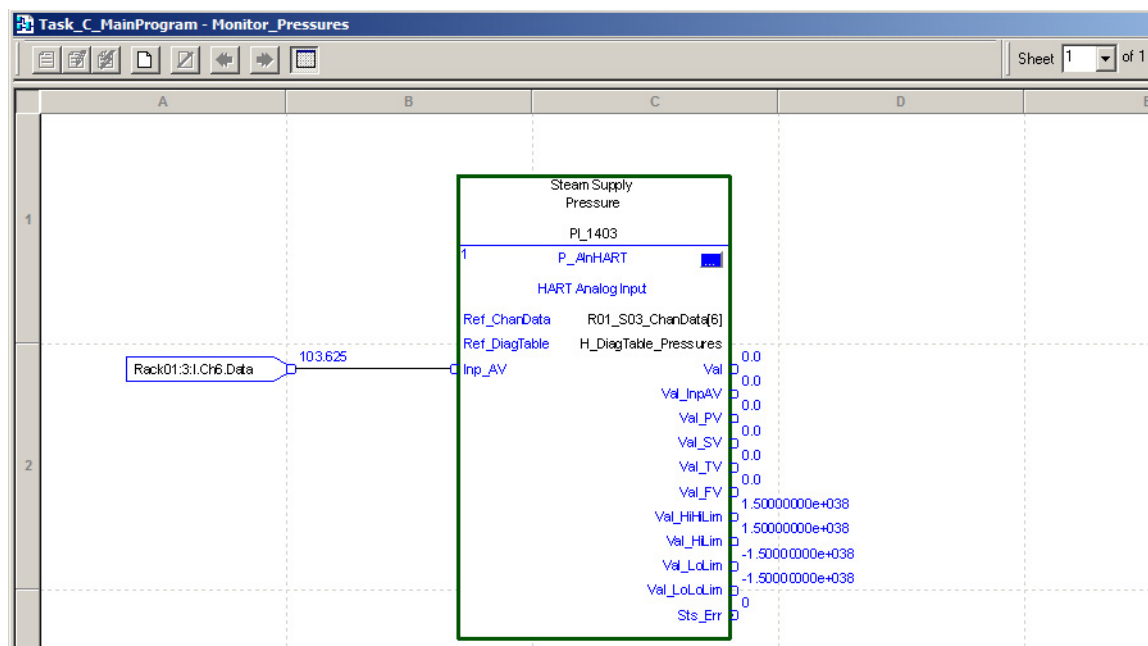 Task_C_MainProgram - Monitor_Pressures
Sheet 1 of 1
A B C D E
1
Steam Supply
Pressure
PI_1403
1 P_AInHART ...
HART Analog Input
Ref_ChanData R01_S03_ChanData[6]
Ref_DiagTable H_DiagTable_Pressures
Rack01:3:I.Ch6.Data 103.625 Inp_AV Val 0.0
Val_InpAV 0.0
Val_PV 0.0
2
Val_SV 0.0
Val_TV 0.0
Val_FV 0.0
Val_HiHiLim 1.50000000e+038
Val_HiLim 1.50000000e+038
Val_LoLim -1.50000000e+038
Val_LoLoLim -1.50000000e+038
Sts_Err 0